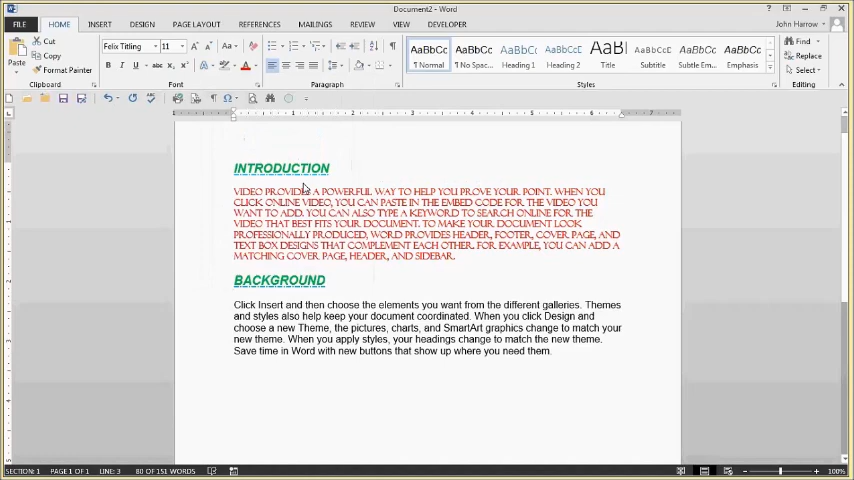 Document2 - Word
FILE HOME INSERT DESIGN PAGE LAYOUT REFERENCES MAILINGS REVIEW VIEW DEVELOPER John Harrow
Cut
Copy
Format Painter
Paste
Clipboard
Felix Titling 11
Font
Paragraph
AaBbCc AaBbCc AaBbCc AaBbCc AaBb AaBbCc AaBbCc AaBbCc
¶ Normal ¶ No Spac... Heading 1 Heading 2 Title Subtitle Subtle Em... Emphasis
Styles
Find
Replace
Select
Editing
INTRODUCTION
VIDEO PROVIDES A POWERFUL WAY TO HELP YOU PROVE YOUR POINT. WHEN YOU
CLICK ONLINE VIDEO, YOU CAN PASTE IN THE EMBED CODE FOR THE VIDEO YOU
WANT TO ADD. YOU CAN ALSO TYPE A KEYWORD TO SEARCH ONLINE FOR THE
VIDEO THAT BEST FITS YOUR DOCUMENT. TO MAKE YOUR DOCUMENT LOOK
PROFESSIONALLY PRODUCED, WORD PROVIDES HEADER, FOOTER, COVER PAGE, AND
TEXT BOX DESIGNS THAT COMPLEMENT EACH OTHER. FOR EXAMPLE, YOU CAN ADD A
MATCHING COVER PAGE, HEADER, AND SIDEBAR.
BACKGROUND
Click Insert and then choose the elements you want from the different galleries. Themes
and styles also help keep your document coordinated. When you click Design and
choose a new Theme, the pictures, charts, and SmartArt graphics change to match your
new theme. When you apply styles, your headings change to match the new theme.
Save time in Word with new buttons that show up where you need them.
SECTION: 1 PAGE 1 OF 1 LINE: 3 80 OF 151 WORDS 100%